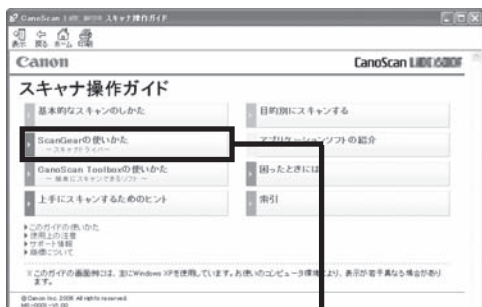 CanoScan スキャナ操作ガイド
表示 戻る ホーム 印刷
Canon
CanoScan LiDE 600F
スキャナ操作ガイド
基本的なスキャンのしかた
目的別にスキャンする
ScanGearの使いかた
～スキャナドライバ～
アプリケーションソフトの紹介
CanoScan Toolboxの使いかた
～ 簡単にスキャンできるソフト ～
困ったときには
上手にスキャンするためのヒント
索引
このガイドの使いかた
使用上の注意
サポート情報
商標について
※このガイドの画面例には、主にWindows XPを使用しています。お使いのコンピュータ環境により、表示が若干異なる場合があり
ます。
© Canon Inc. 2006 All rights reserved.